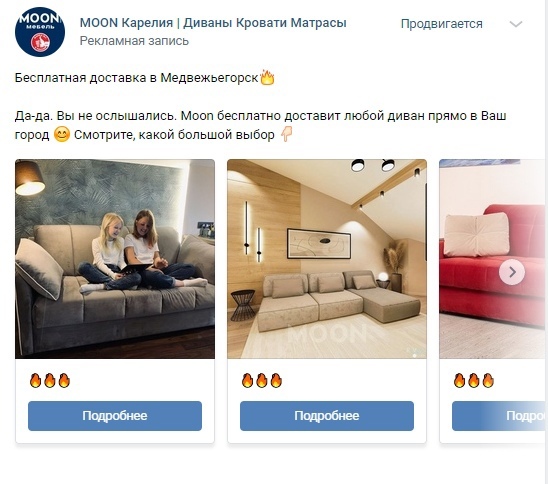 MOON
мебель
MOON Карелия | Диваны Кровати Матрасы
Продвигается
Рекламная запись
Бесплатная доставка в Медвежьегорск🔥
Да-да. Вы не ослышались. Moon бесплатно доставит любой диван прямо в Ваш
город 😊 Смотрите, какой большой выбор 👇🏻
MOON
🔥🔥🔥
🔥🔥🔥
🔥🔥🔥
Подробнее
Подробнее
Подро